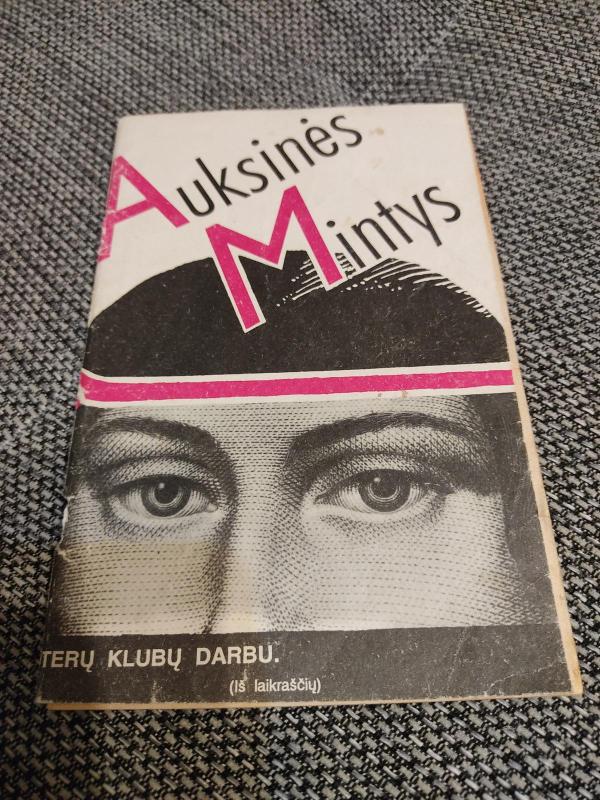 Auksinės
Mintys
TERŲ KLUBŲ DARBU.
(Iš laikraščių)